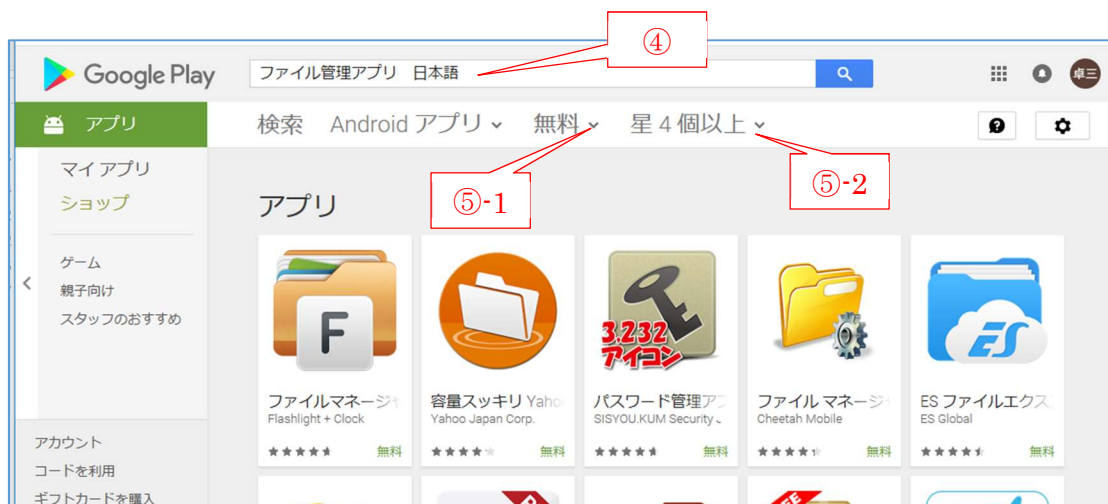 ④
Google Play
ファイル管理アプリ 日本語
卓三
アプリ
検索 Android アプリ 無料 星 4 個以上
マイ アプリ
ショップ
⑤-1
⑤-2
アプリ
ゲーム
親子向け
スタッフのおすすめ
F
3,232
アイコン
ES
ファイルマネージ
Flashlight + Clock
無料
容量スッキリ Yaho
Yahoo Japan Corp.
無料
パスワード管理ア
SISYOU.KUM Security
無料
ファイル マネージ
Cheetah Mobile
無料
ES ファイルエクス
ES Global
無料
アカウント
コードを利用
ギフトカードを購入